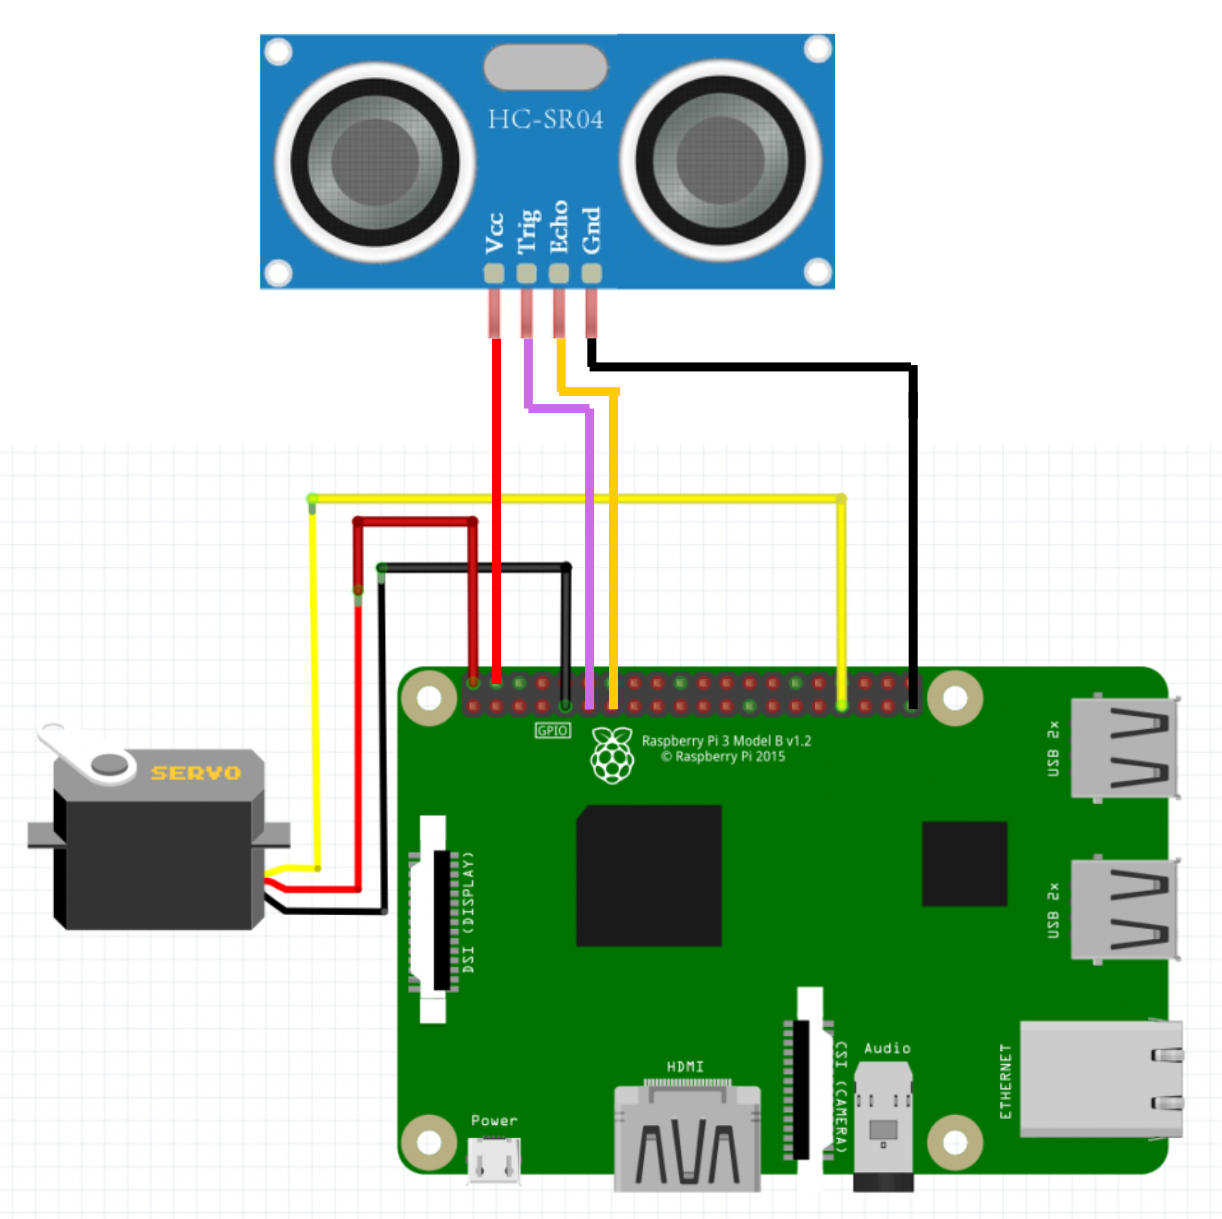 HC-SR04
Vcc
Trig
Echo
Gnd
GPIO
Raspberry Pi 3 Model B v1.2
© Raspberry Pi 2015
USB 2x
SERVO
DSI (DISPLAY)
USB 2x
CSI (CAMERA)
Audio
ETHERNET
HDMI
Power